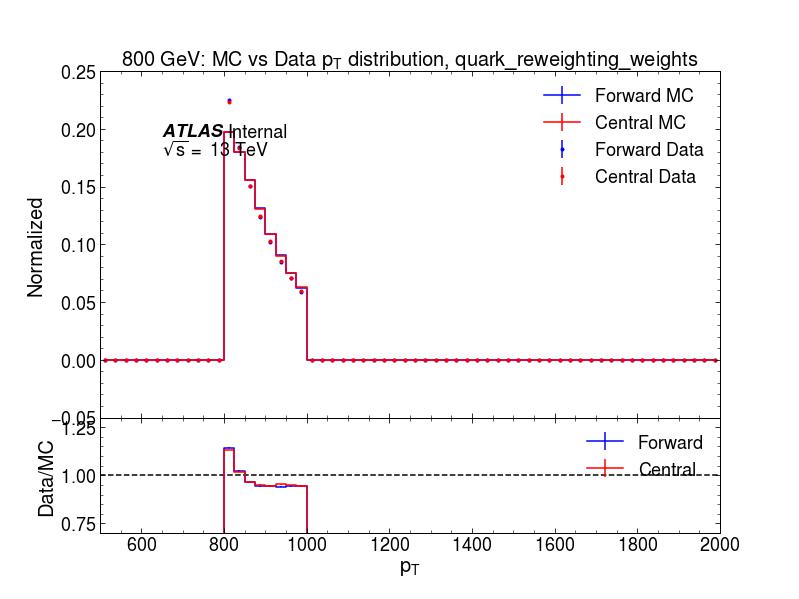 800 GeV: MC vs Data pT distribution, quark_reweighting_weights
0.25
0.20
0.15
0.10
0.05
0.00
−0.05
Normalized
ATLAS Internal
√s = 13 TeV
Forward MC
Central MC
Forward Data
Central Data
1.25
1.00
0.75
Data/MC
Forward
Central
600 800 1000 1200 1400 1600 1800 2000
pT